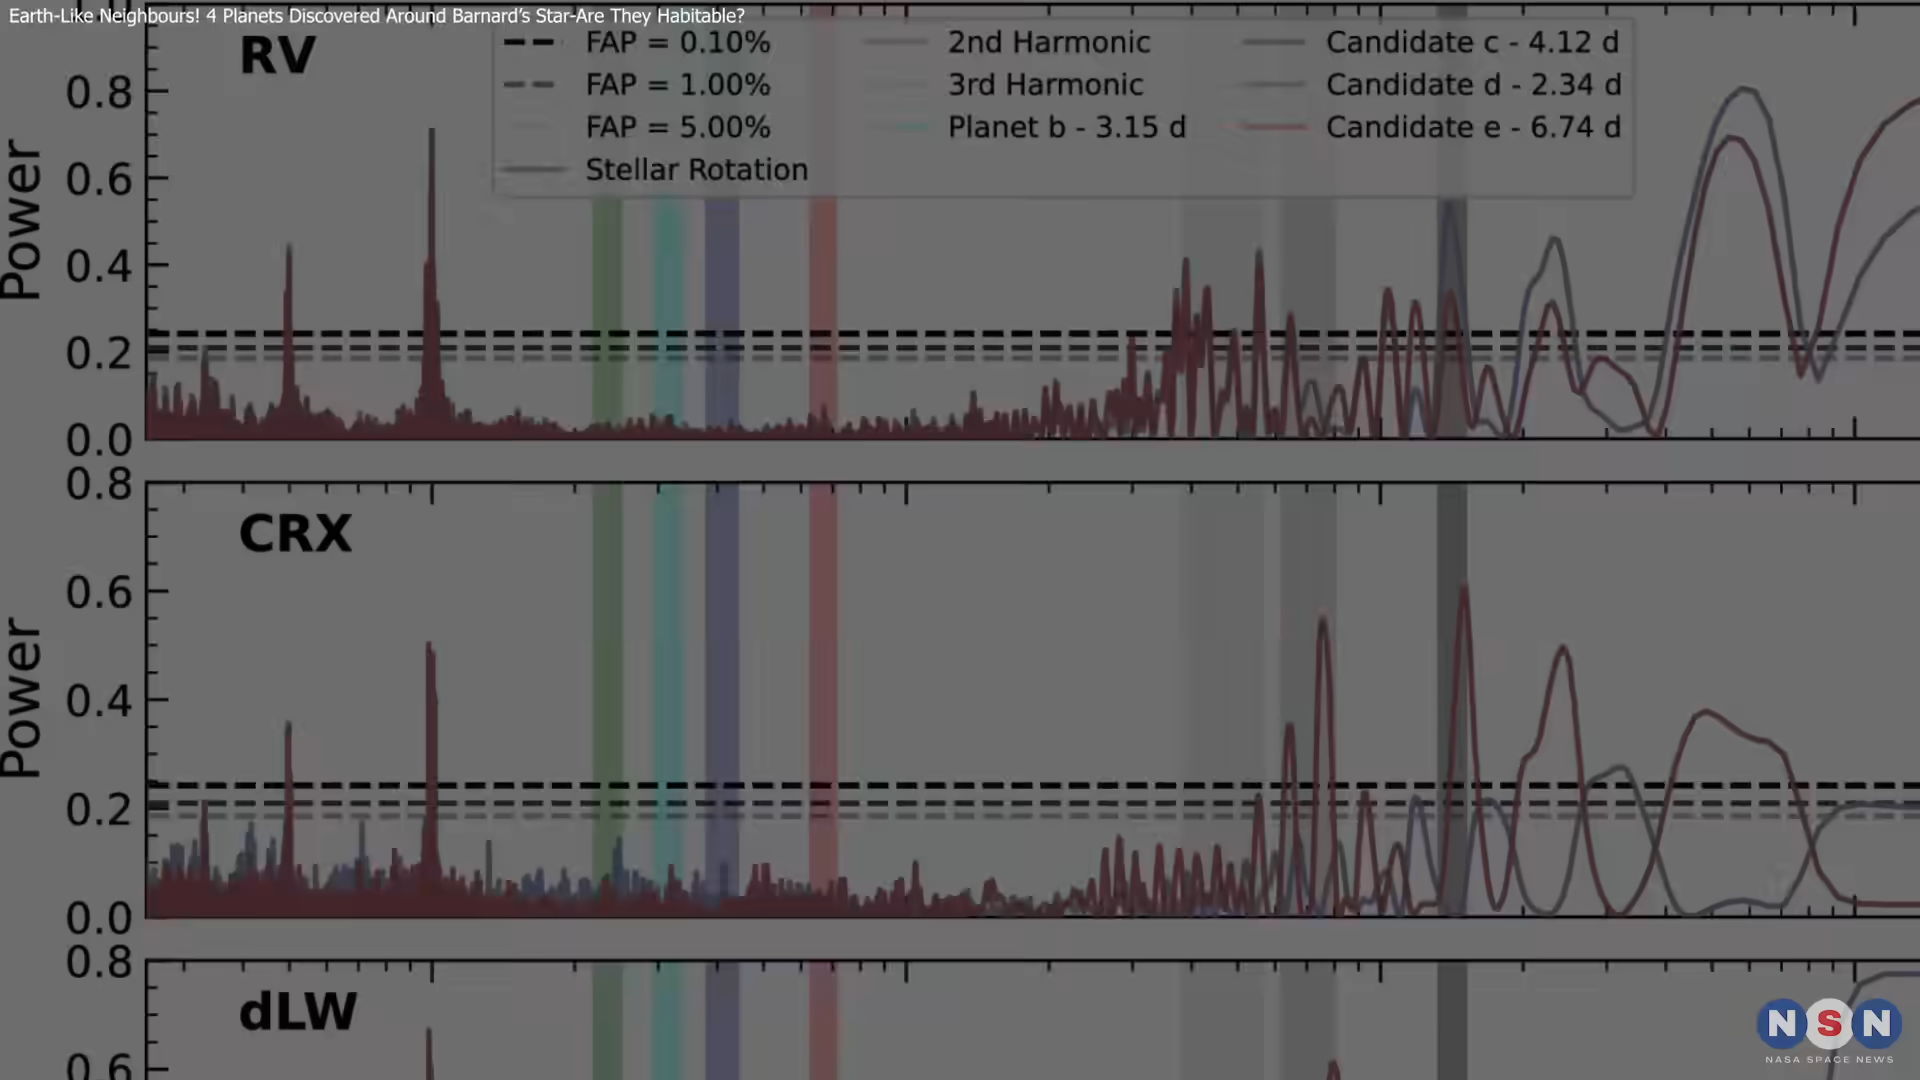 Earth-Like Neighbours! 4 Planets Discovered Around Barnard’s Star-Are They Habitable?
RV
FAP = 0.10%
FAP = 1.00%
FAP = 5.00%
Stellar Rotation
2nd Harmonic
3rd Harmonic
Planet b - 3.15 d
Candidate c - 4.12 d
Candidate d - 2.34 d
Candidate e - 6.74 d
Power
0.8
0.6
0.4
0.2
0.0
CRX
Power
0.8
0.6
0.4
0.2
0.0
dLW
0.8
0.6
NSN
NASA SPACE NEWS